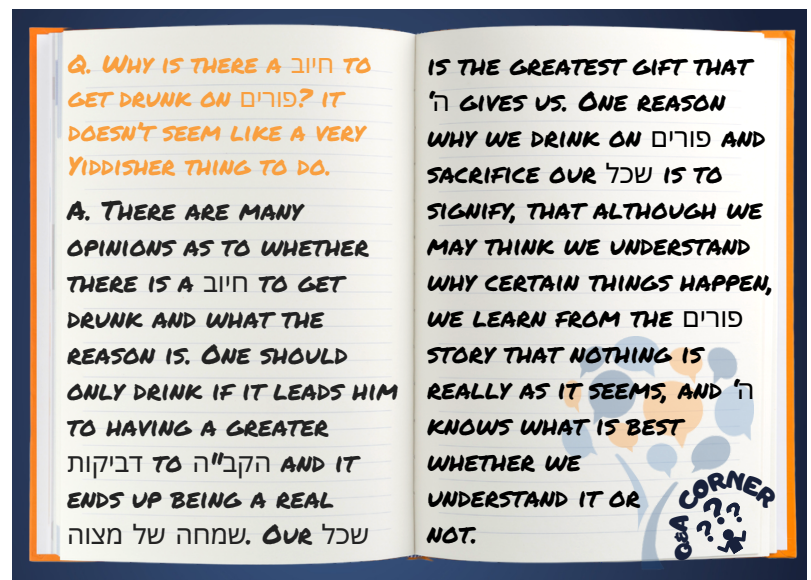 Q. Why is there a חיוב to
get drunk on פורים? it
doesn't seem like a very
Yiddisher thing to do.
A. There are many
opinions as to whether
there is a חיוב to get
drunk and what the
reason is. One should
only drink if it leads him
to having a greater
דביקות to הקב"ה and it
ends up being a real
שמחה של מצוה. Our שכל
is the greatest gift that
ה' gives us. One reason
why we drink on פורים and
sacrifice our שכל is to
signify, that although we
may think we understand
why certain things happen,
we learn from the פורים
story that nothing is
really as it seems, and ה'
knows what is best
whether we
understand it or
not.
Q&A CORNER
???